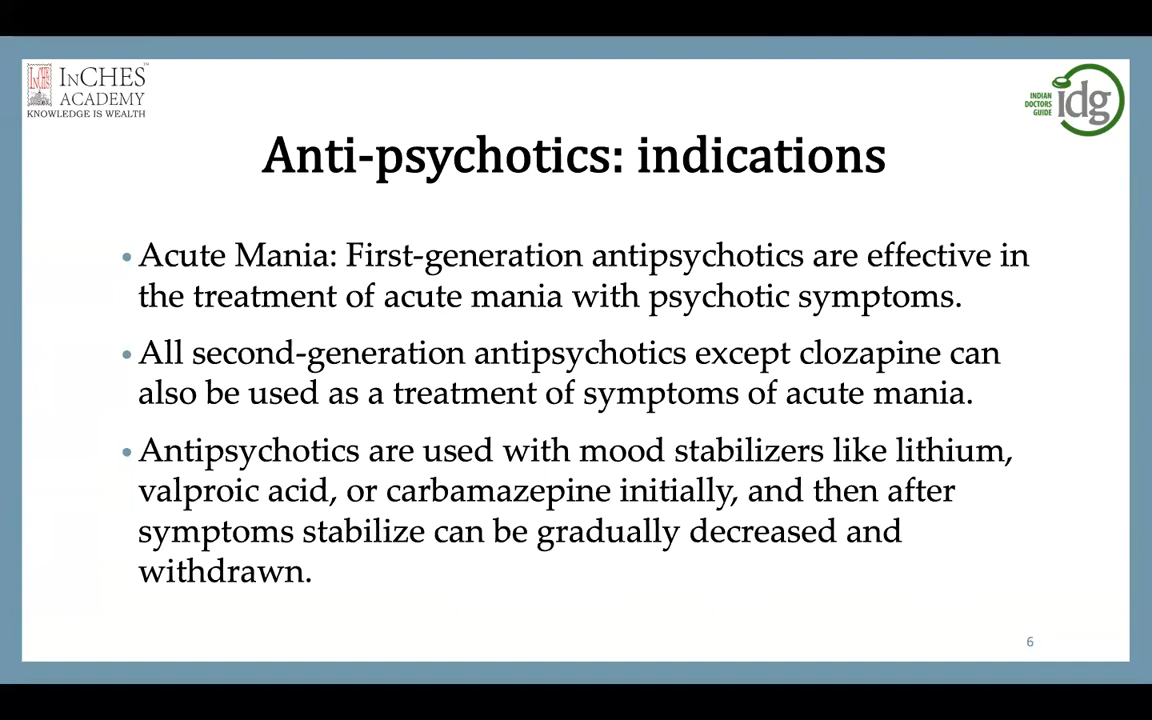 INCHES
ACADEMY
KNOWLEDGE IS WEALTH
INDIAN
DOCTORS
GUIDE
idg
Anti-psychotics: indications
• Acute Mania: First-generation antipsychotics are effective in
the treatment of acute mania with psychotic symptoms.
• All second-generation antipsychotics except clozapine can
also be used as a treatment of symptoms of acute mania.
• Antipsychotics are used with mood stabilizers like lithium,
valproic acid, or carbamazepine initially, and then after
symptoms stabilize can be gradually decreased and
withdrawn.
6